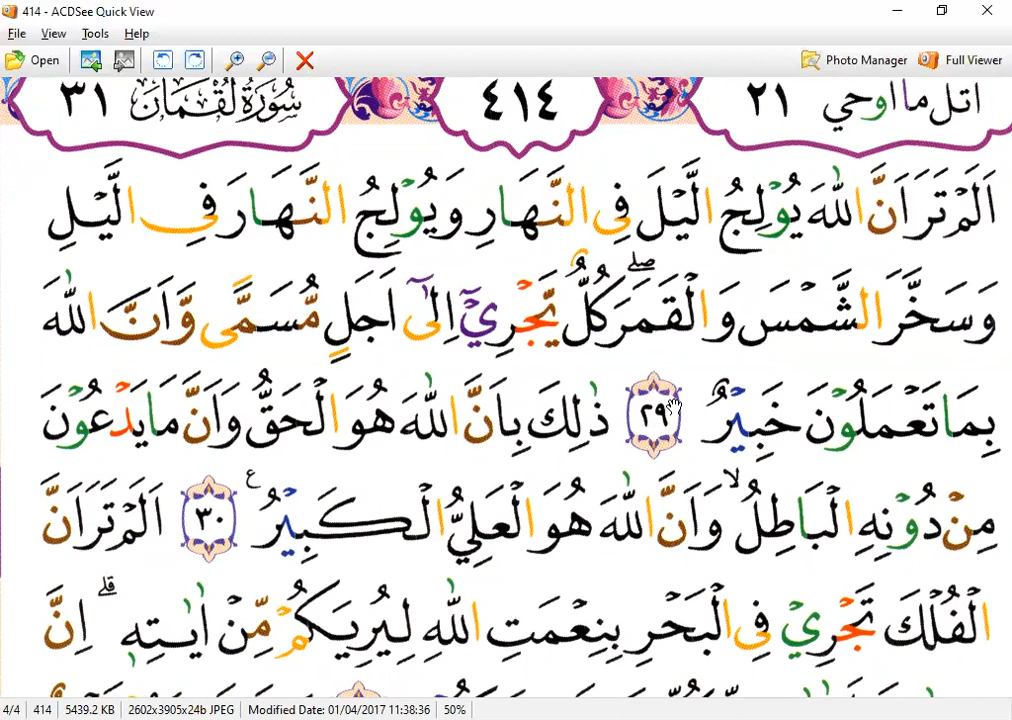 414 - ACDSee Quick View
File View Tools Help
Open Photo Manager Full Viewer
اتل ما اوحي ٢١ ٤١٤ سُورَةُ لُقْمَان ٣١
اَلَمْ تَرَ اَنَّ اللّٰهَ يُوْلِجُ الَّيْلَ فِى النَّهَارِ وَيُوْلِجُ النَّهَارَ فِى الَّيْلِ
وَسَخَّرَ الشَّمْسَ وَالْقَمَرَ ۖ كُلٌّ يَّجْرِيْٓ اِلٰٓى اَجَلٍ مُّسَمًّى وَّاَنَّ اللّٰهَ
بِمَا تَعْمَلُوْنَ خَبِيْرٌ ٢٩ ذٰلِكَ بِاَنَّ اللّٰهَ هُوَ الْحَقُّ وَاَنَّ مَا يَدْعُوْنَ
مِنْ دُوْنِهِ الْبَاطِلُ ۙ وَاَنَّ اللّٰهَ هُوَ الْعَلِيُّ الْكَبِيْرُ ࣖ ٣٠ اَلَمْ تَرَ اَنَّ
الْفُلْكَ تَجْرِيْ فِى الْبَحْرِ بِنِعْمَتِ اللّٰهِ لِيُرِيَكُمْ مِّنْ اٰيٰتِهٖ ۗ اِنَّ
4/4 414 5439.2 KB 2602x3905x24b JPEG Modified Date: 01/04/2017 11:38:36 50%